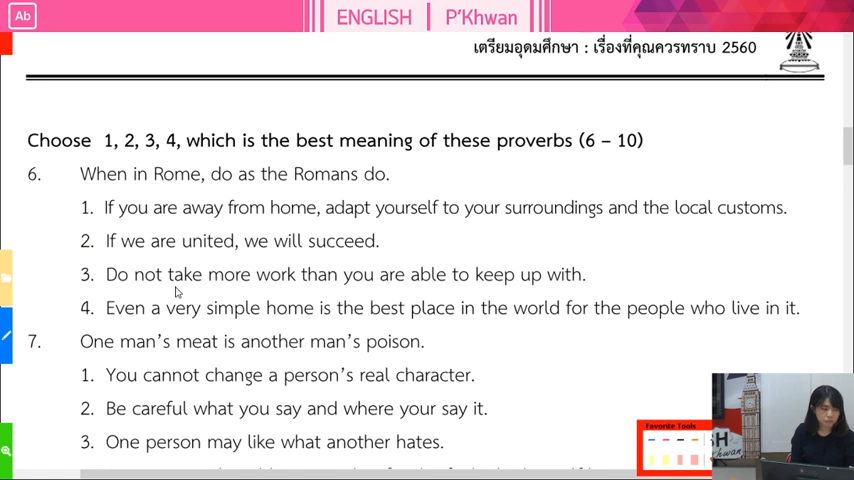 Ab
ENGLISH P'Khwan
เตรียมอุดมศึกษา : เรื่องที่คุณควรทราบ 2560
Choose 1, 2, 3, 4, which is the best meaning of these proverbs (6 – 10)
6. When in Rome, do as the Romans do.
1. If you are away from home, adapt yourself to your surroundings and the local customs.
2. If we are united, we will succeed.
3. Do not take more work than you are able to keep up with.
4. Even a very simple home is the best place in the world for the people who live in it.
7. One man's meat is another man's poison.
1. You cannot change a person's real character.
2. Be careful what you say and where your say it.
3. One person may like what another hates.
Favorite Tools
SH
Khwan